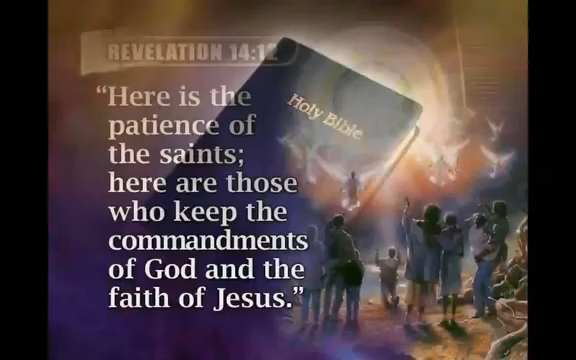 REVELATION 14:12
“Here is the
patience of
the saints;
here are those
who keep the
commandments
of God and the
faith of Jesus.”
Holy Bible